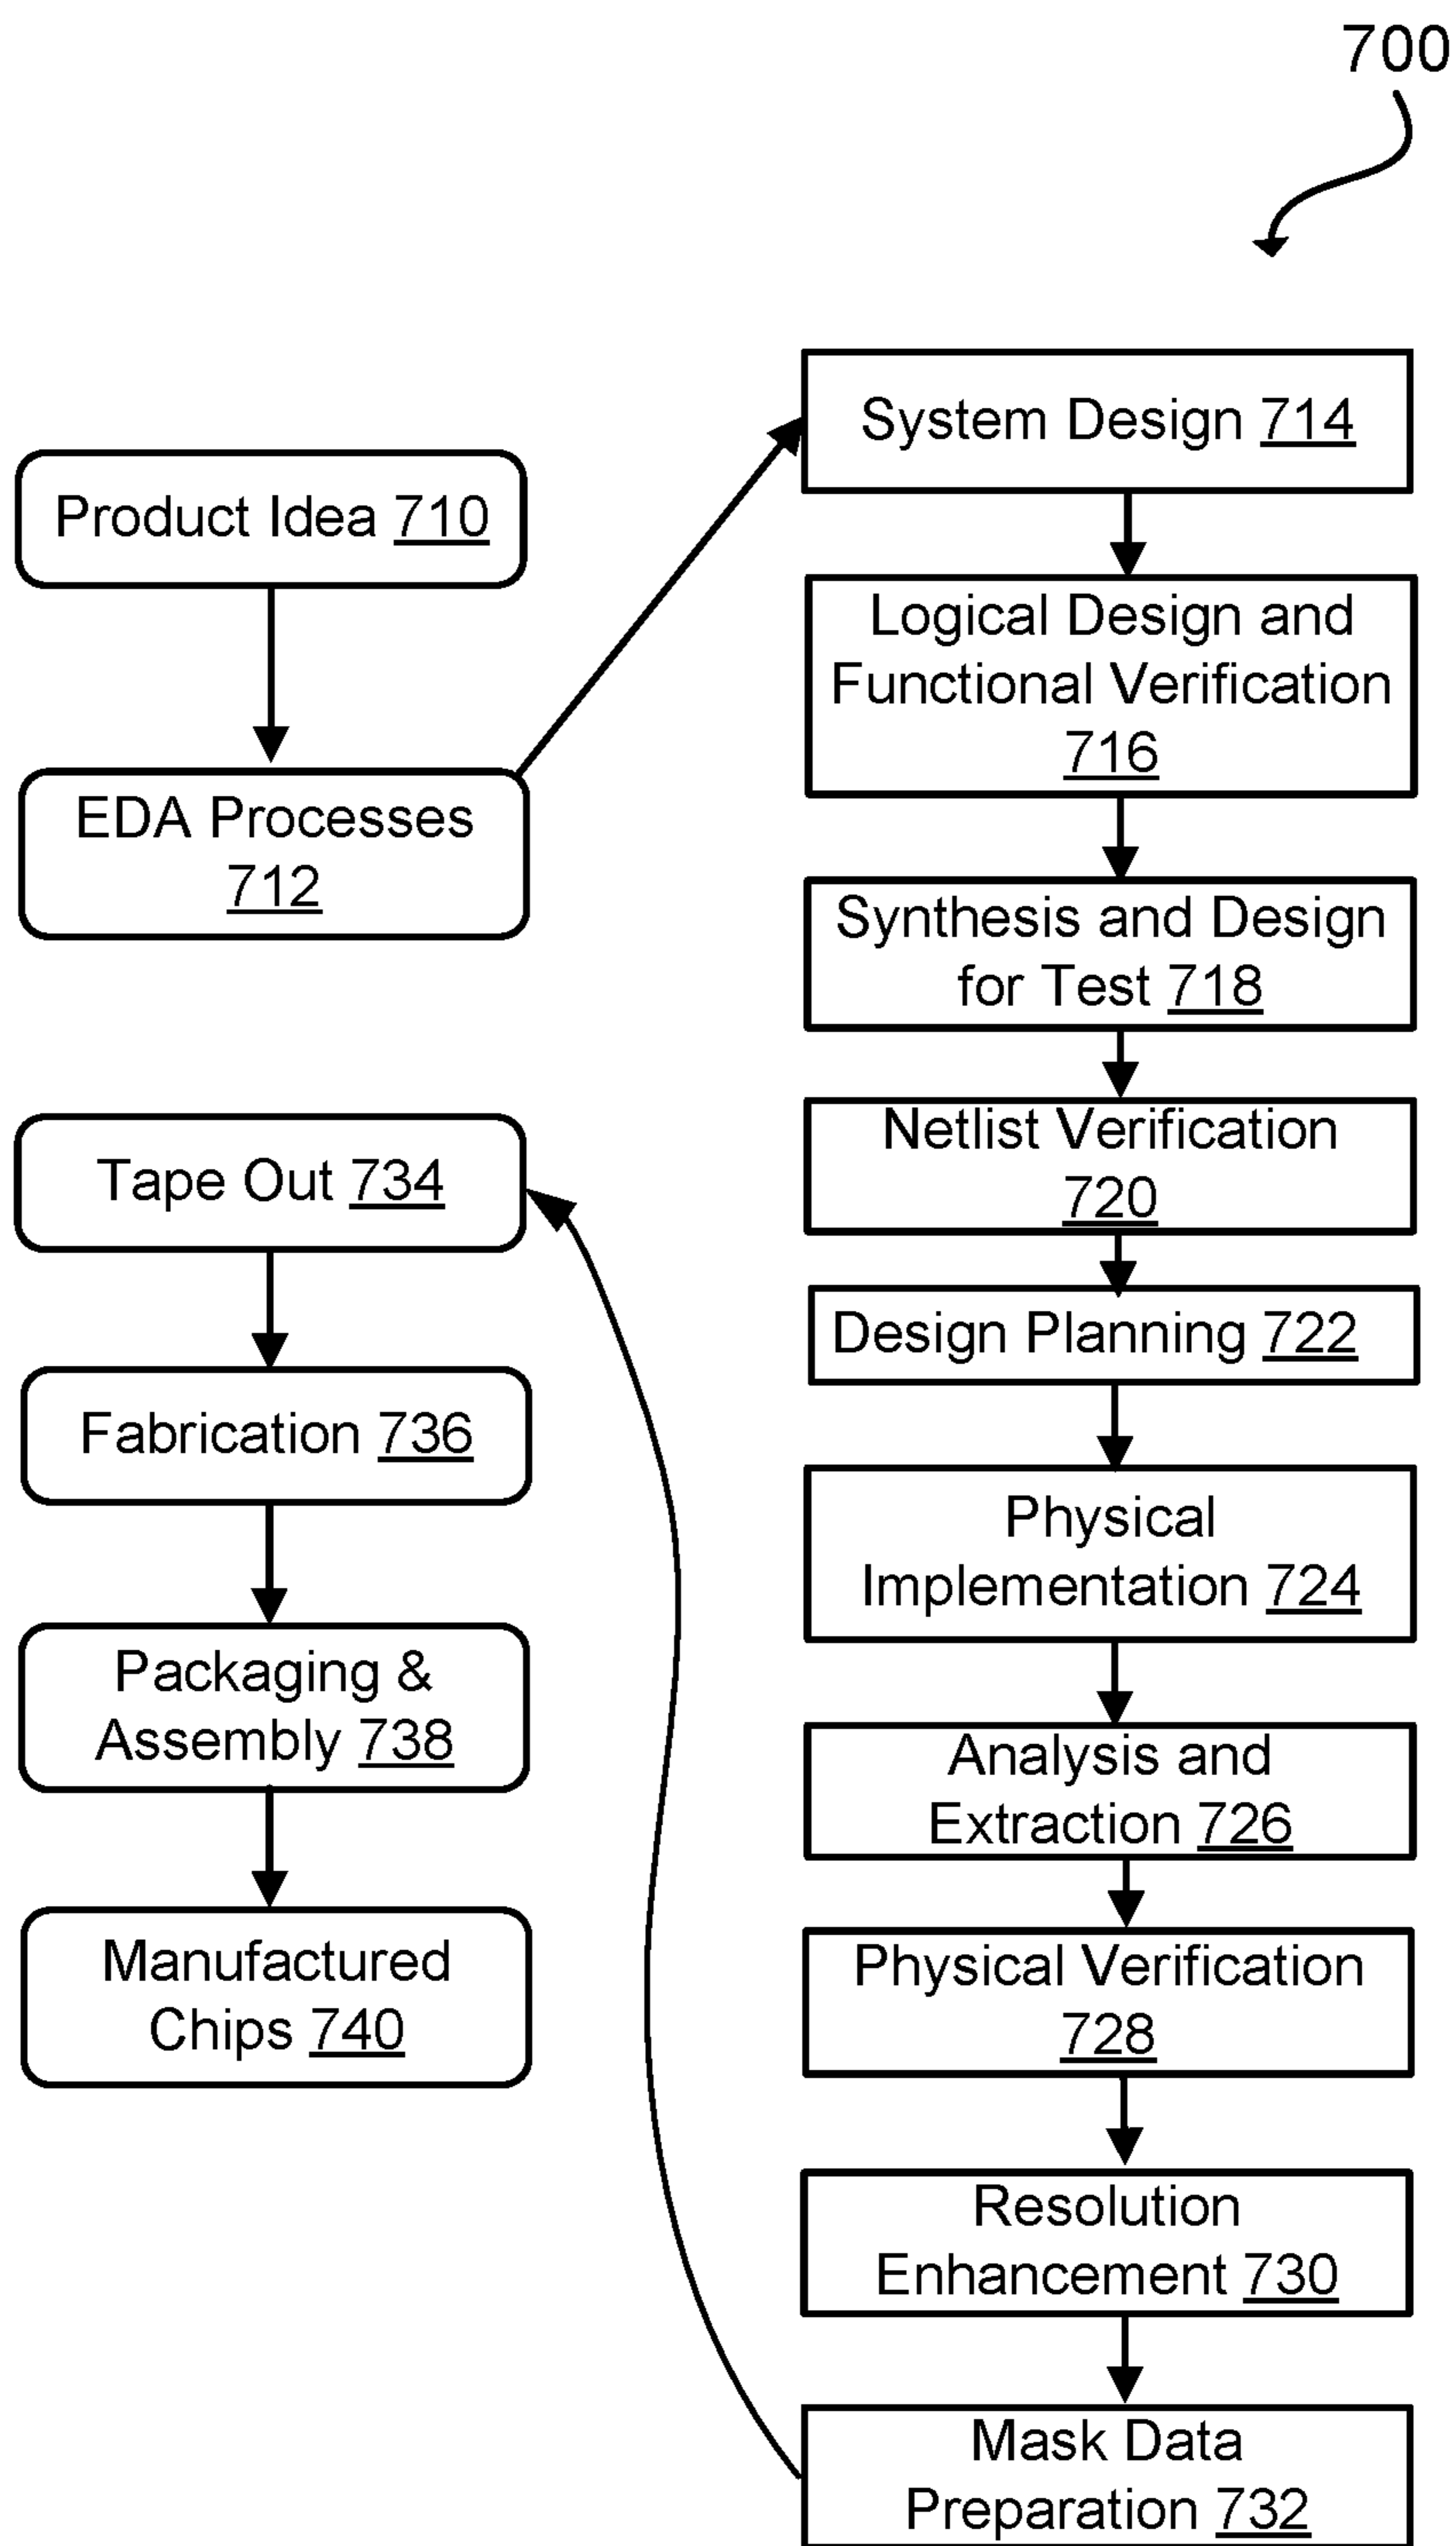 700
Product Idea 710
EDA Processes
712
System Design 714
Logical Design and
Functional Verification
716
Synthesis and Design
for Test 718
Netlist Verification
720
Design Planning 722
Physical
Implementation 724
Analysis and
Extraction 726
Physical Verification
728
Resolution
Enhancement 730
Mask Data
Preparation 732
Tape Out 734
Fabrication 736
Packaging &
Assembly 738
Manufactured
Chips 740